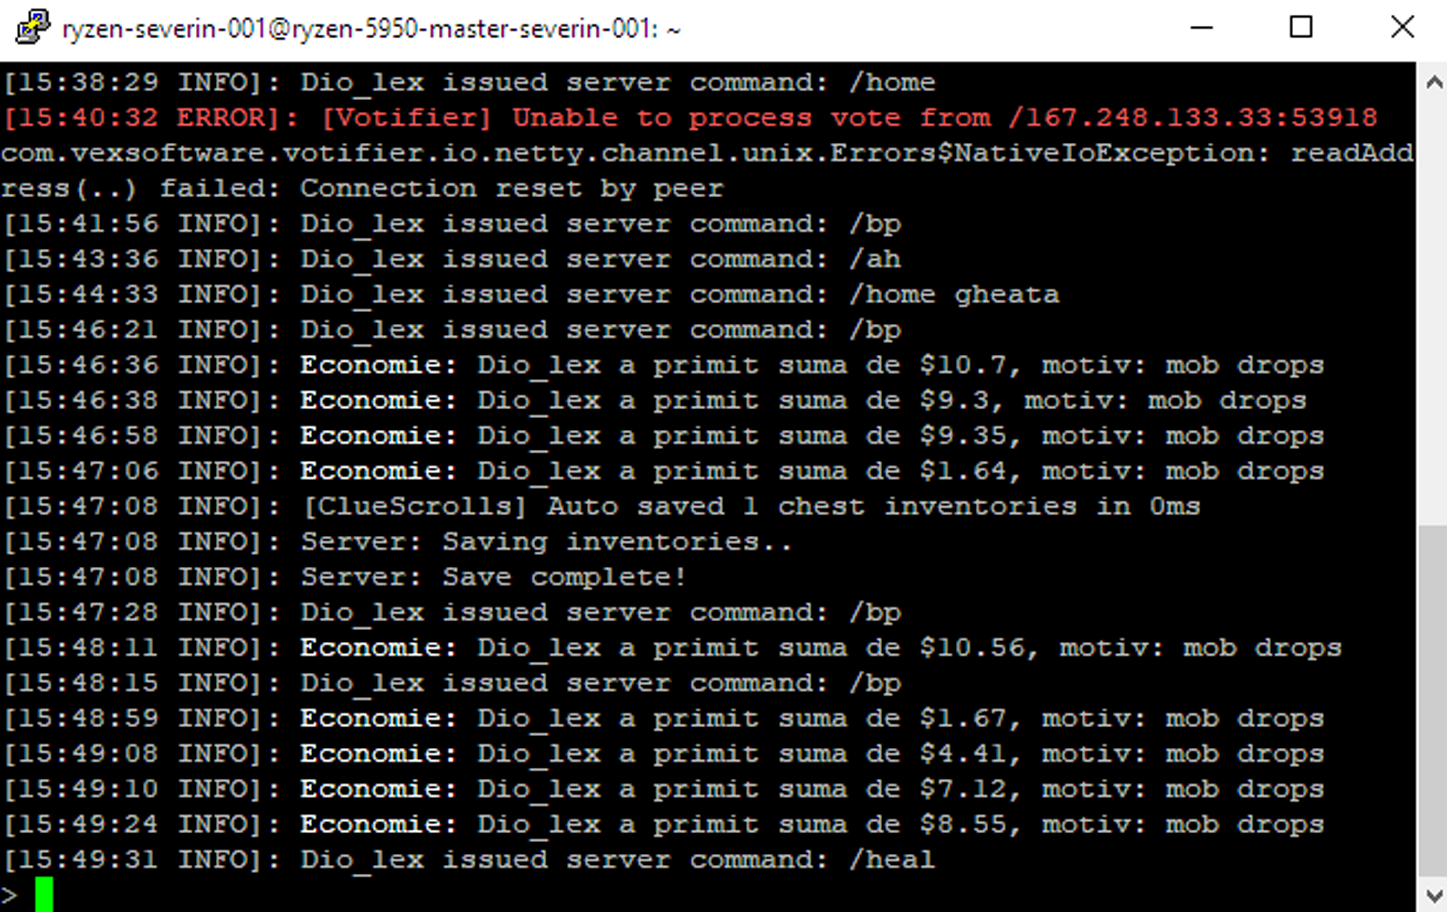 ryzen-severin-001@ryzen-5950-master-severin-001: ~
[15:38:29 INFO]: Dio_lex issued server command: /home
[15:40:32 ERROR]: [Votifier] Unable to process vote from /167.248.133.33:53918
com.vexsoftware.votifier.io.netty.channel.unix.Errors$NativeIoException: readAdd
ress(..) failed: Connection reset by peer
[15:41:56 INFO]: Dio_lex issued server command: /bp
[15:43:36 INFO]: Dio_lex issued server command: /ah
[15:44:33 INFO]: Dio_lex issued server command: /home gheata
[15:46:21 INFO]: Dio_lex issued server command: /bp
[15:46:36 INFO]: Economie: Dio_lex a primit suma de $10.7, motiv: mob drops
[15:46:38 INFO]: Economie: Dio_lex a primit suma de $9.3, motiv: mob drops
[15:46:58 INFO]: Economie: Dio_lex a primit suma de $9.35, motiv: mob drops
[15:47:06 INFO]: Economie: Dio_lex a primit suma de $1.64, motiv: mob drops
[15:47:08 INFO]: [ClueScrolls] Auto saved 1 chest inventories in 0ms
[15:47:08 INFO]: Server: Saving inventories..
[15:47:08 INFO]: Server: Save complete!
[15:47:28 INFO]: Dio_lex issued server command: /bp
[15:48:11 INFO]: Economie: Dio_lex a primit suma de $10.56, motiv: mob drops
[15:48:15 INFO]: Dio_lex issued server command: /bp
[15:48:59 INFO]: Economie: Dio_lex a primit suma de $1.67, motiv: mob drops
[15:49:08 INFO]: Economie: Dio_lex a primit suma de $4.41, motiv: mob drops
[15:49:10 INFO]: Economie: Dio_lex a primit suma de $7.12, motiv: mob drops
[15:49:24 INFO]: Economie: Dio_lex a primit suma de $8.55, motiv: mob drops
[15:49:31 INFO]: Dio_lex issued server command: /heal
>